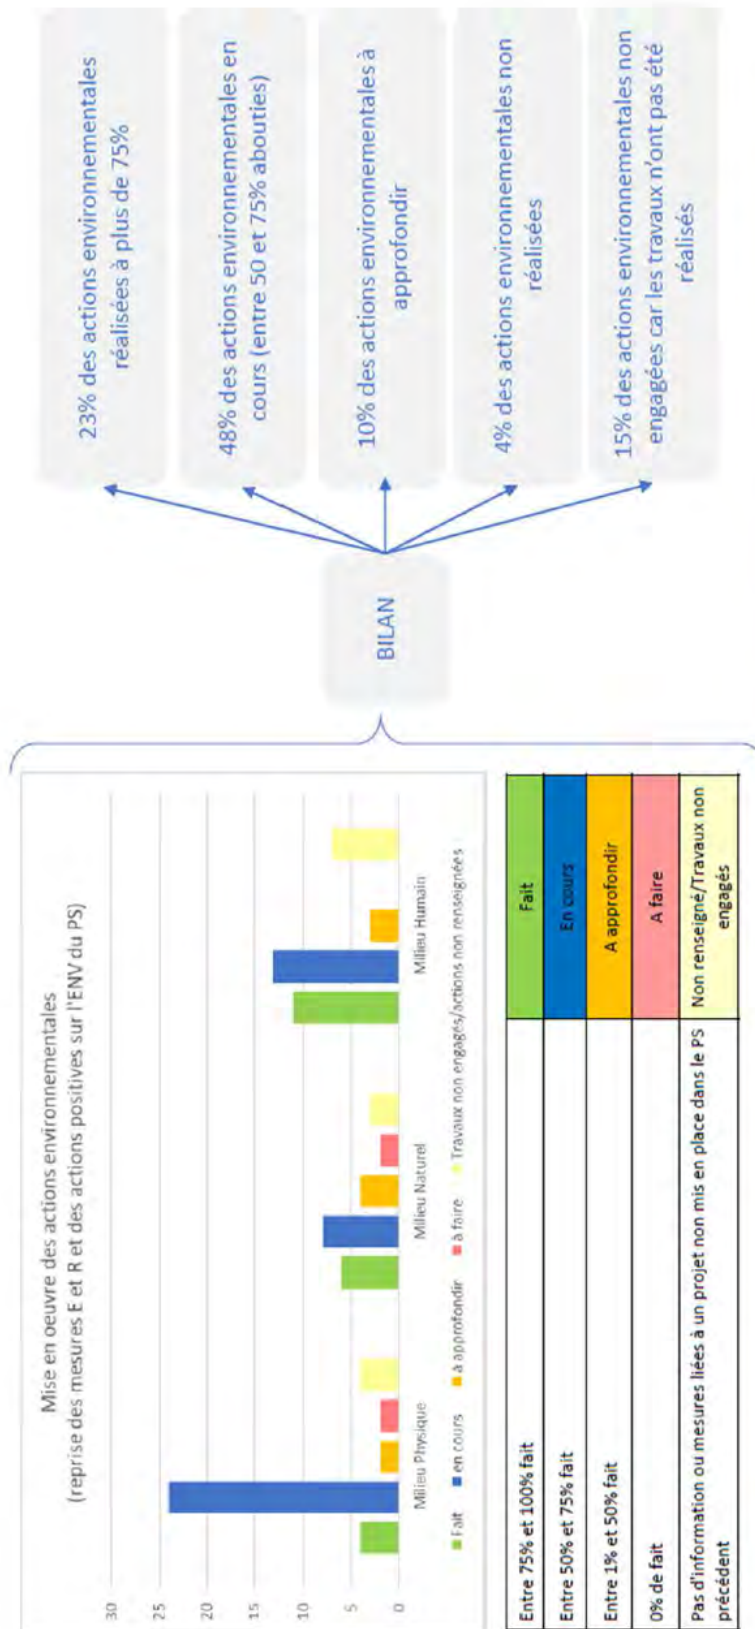 Mise en oeuvre des actions environnementales
(reprise des mesures E et R et des actions positives sur l'ENV du PS)
30
25
20
15
10
5
0
Milieu Physique
Milieu Naturel
Milieu Humain
Fait
en cours
à approfondir
à faire
Travaux non engagés/actions non renseignées
Entre 75% et 100% fait
Fait
Entre 50% et 75% fait
En cours
Entre 1% et 50% fait
A approfondir
0% de fait
A faire
Pas d'information ou mesures liées à un projet non mis en place dans le PS
précédent
Non renseigné/Travaux non
engagés
BILAN
23% des actions environnementales
réalisées à plus de 75%
48% des actions environnementales en
cours (entre 50 et 75% abouties)
10% des actions environnementales à
approfondir
4% des actions environnementales non
réalisées
15% des actions environnementales non
engagées car les travaux n'ont pas été
réalisés